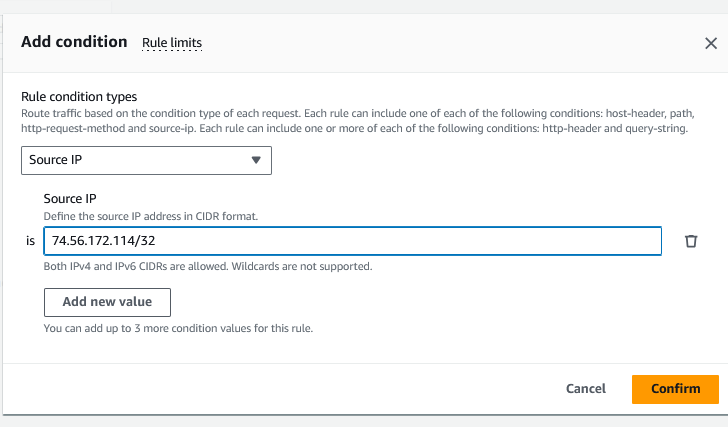 Add condition Rule limits
Rule condition types
Route traffic based on the condition type of each request. Each rule can include one of each of the following conditions: host-header, path,
http-request-method and source-ip. Each rule can include one or more of each of the following conditions: http-header and query-string.
Source IP
Source IP
Define the source IP address in CIDR format.
is 74.56.172.114/32
Both IPv4 and IPv6 CIDRs are allowed. Wildcards are not supported.
Add new value
You can add up to 3 more condition values for this rule.
Cancel Confirm